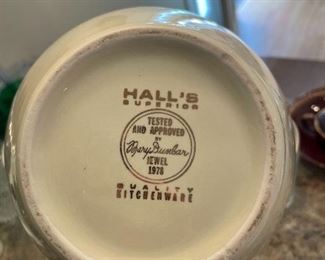 HALL'S
SUPERIOR
TESTED
AND APPROVED
BY
Mary Dunbar
JEWEL
1978
QUALITY
KITCHENWARE